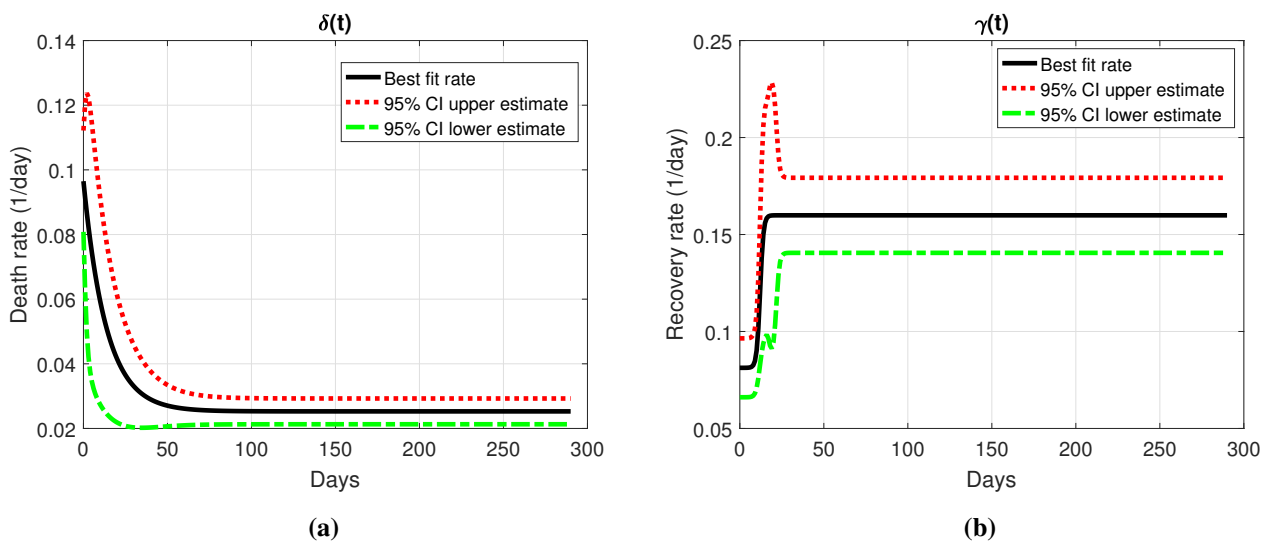 δ(t)
0.14
0.12
0.1
0.08
0.06
0.04
0.02
Death rate (1/day)
Best fit rate
95% CI upper estimate
95% CI lower estimate
0 50 100 150 200 250 300
Days
(a)
γ(t)
0.25
0.2
0.15
0.1
0.05
Recovery rate (1/day)
Best fit rate
95% CI upper estimate
95% CI lower estimate
0 50 100 150 200 250 300
Days
(b)